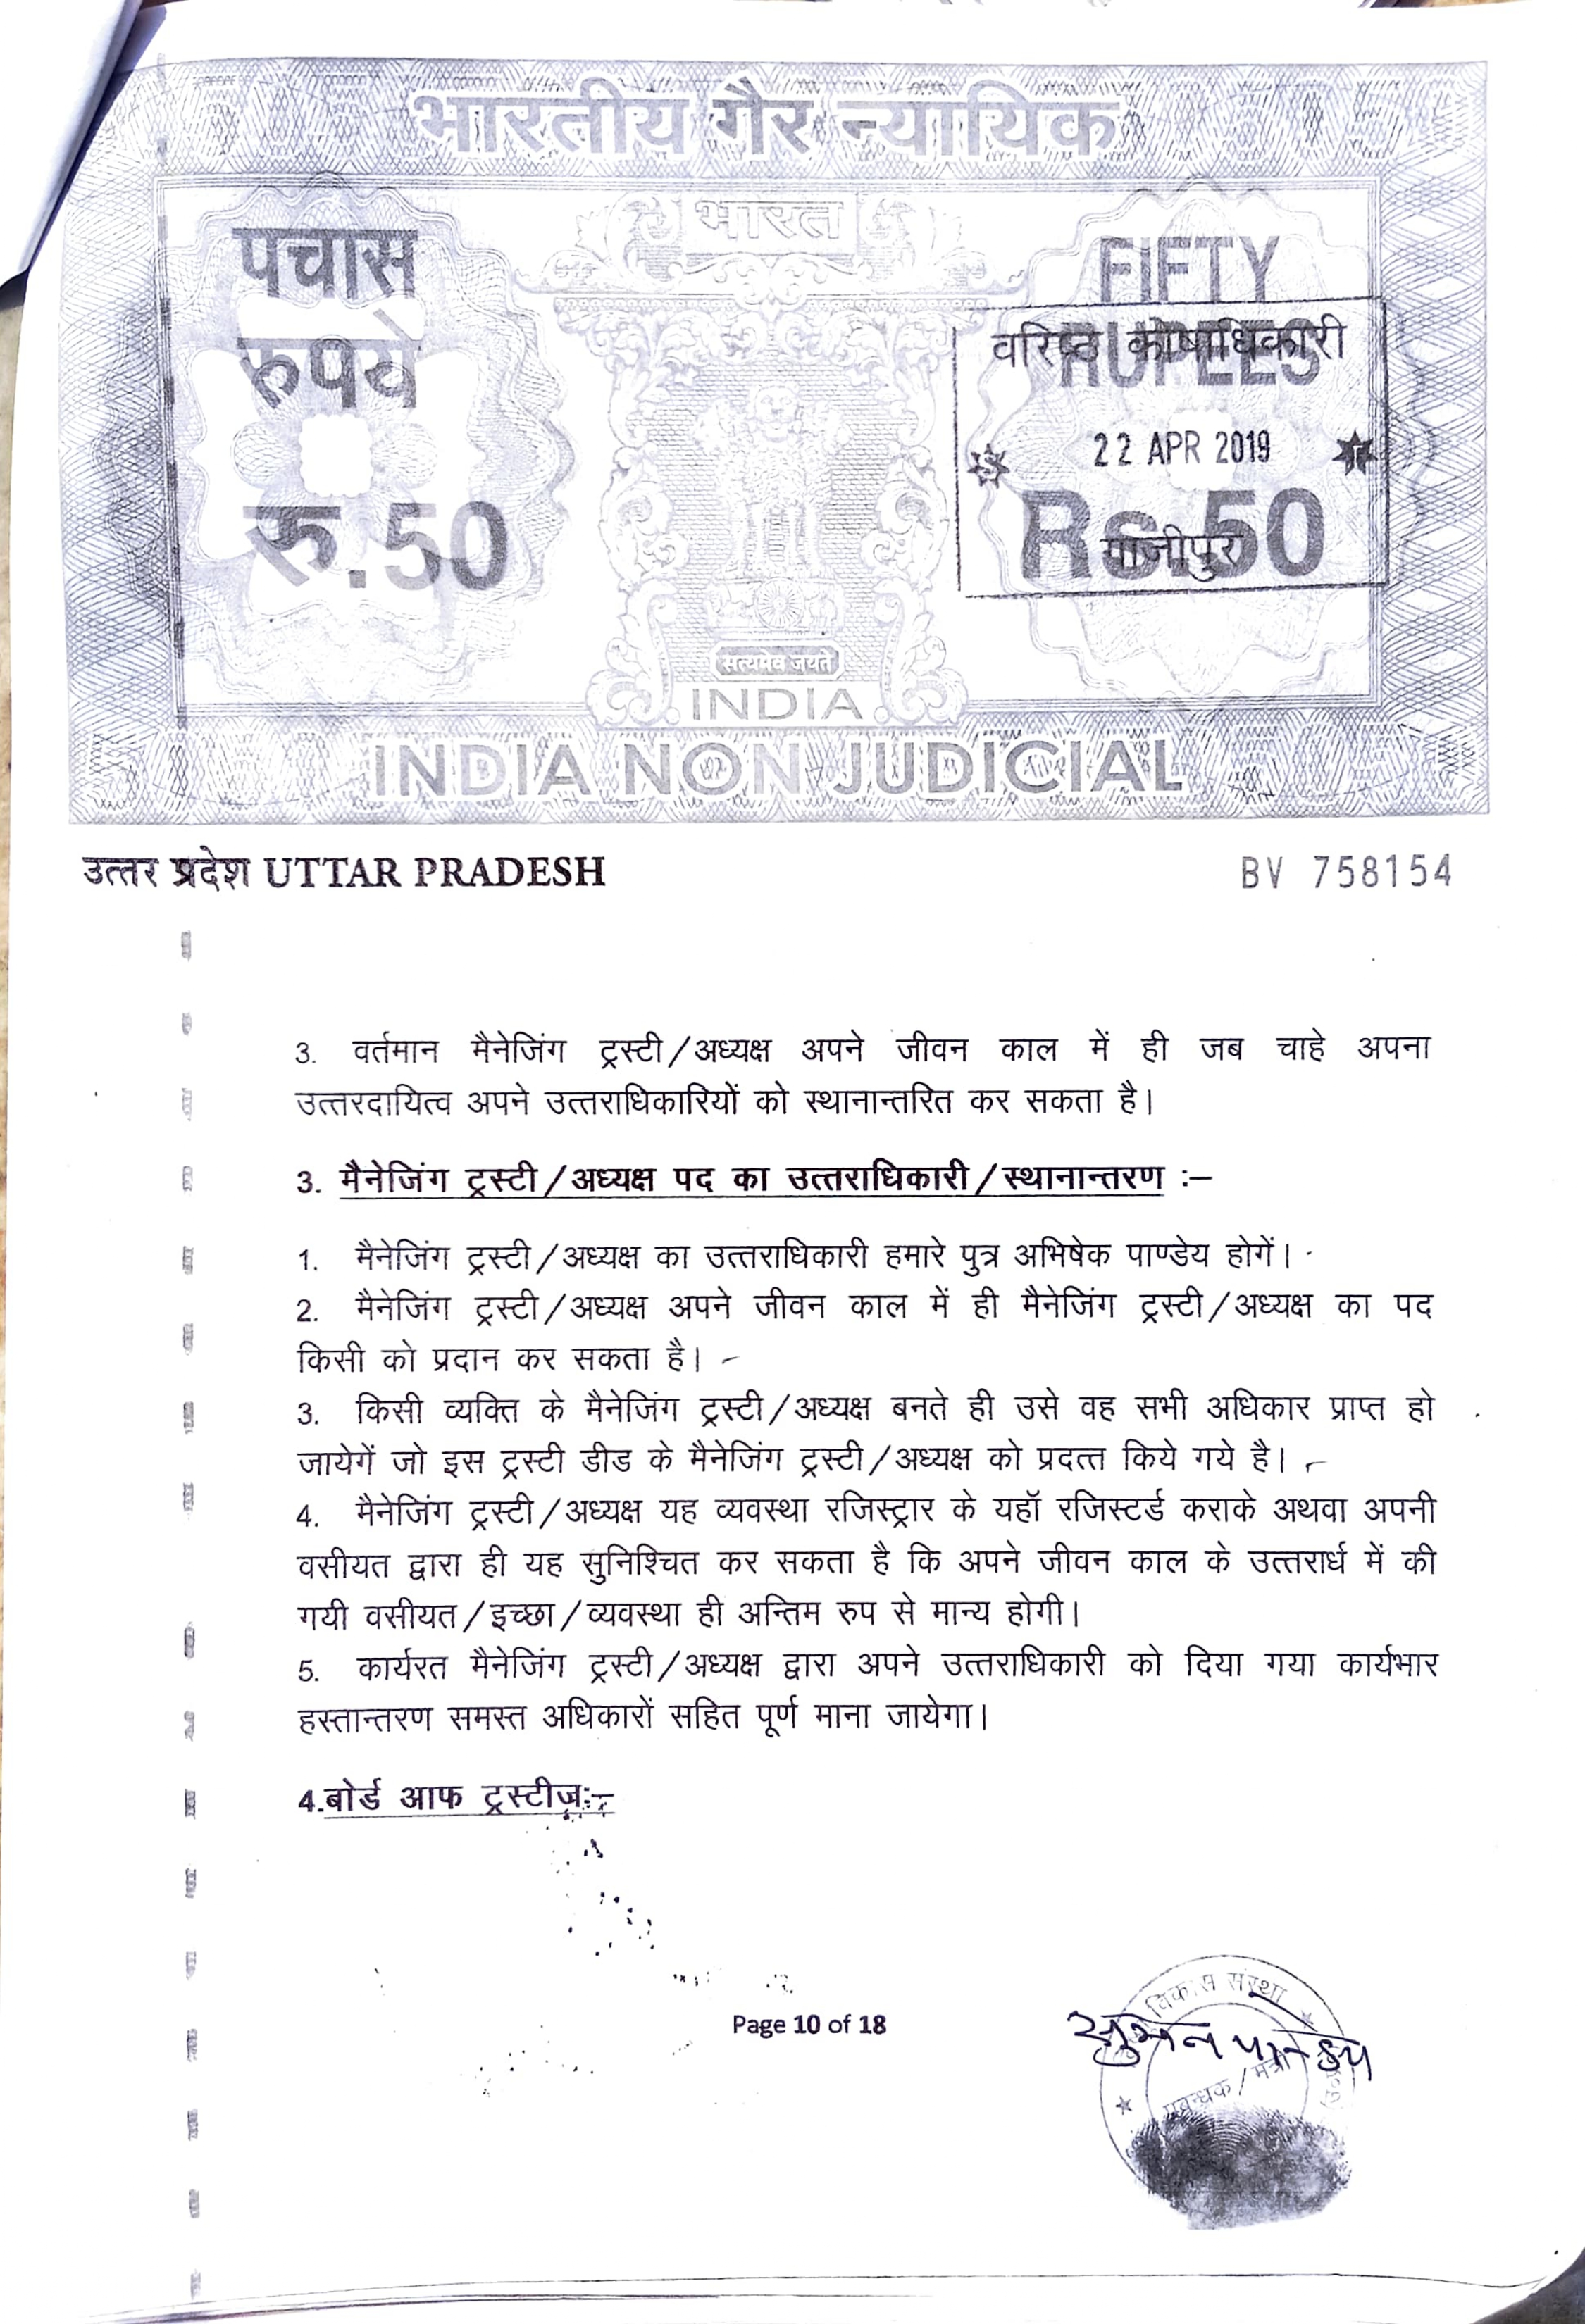 भारतीय गैर न्यायिक
भारत
पचास
रुपये
रु.50
FIFTY
RUPEES
Rs.50
वरिष्ठ कोषाधिकारी
22 APR 2019
गाजीपुर
सत्यमेव जयते
INDIA
INDIA NON JUDICIAL
उत्तर प्रदेश UTTAR PRADESH
BV 758154
3. वर्तमान मैनेजिंग ट्रस्टी/अध्यक्ष अपने जीवन काल में ही जब चाहे अपना
उत्तरदायित्व अपने उत्तराधिकारियों को स्थानान्तरित कर सकता है।
3. मैनेजिंग ट्रस्टी/अध्यक्ष पद का उत्तराधिकारी/स्थानान्तरण :–
1. मैनेजिंग ट्रस्टी/अध्यक्ष का उत्तराधिकारी हमारे पुत्र अभिषेक पाण्डेय होगें।
2. मैनेजिंग ट्रस्टी/अध्यक्ष अपने जीवन काल में ही मैनेजिंग ट्रस्टी/अध्यक्ष का पद
किसी को प्रदान कर सकता है।
3. किसी व्यक्ति के मैनेजिंग ट्रस्टी/अध्यक्ष बनते ही उसे वह सभी अधिकार प्राप्त हो
जायेगें जो इस ट्रस्टी डीड के मैनेजिंग ट्रस्टी/अध्यक्ष को प्रदत्त किये गये है।
4. मैनेजिंग ट्रस्टी/अध्यक्ष यह व्यवस्था रजिस्ट्रार के यहॉ रजिस्टर्ड कराके अथवा अपनी
वसीयत द्वारा ही यह सुनिश्चित कर सकता है कि अपने जीवन काल के उत्तरार्ध में की
गयी वसीयत/इच्छा/व्यवस्था ही अन्तिम रुप से मान्य होगी।
5. कार्यरत मैनेजिंग ट्रस्टी/अध्यक्ष द्वारा अपने उत्तराधिकारी को दिया गया कार्यभार
हस्तान्तरण समस्त अधिकारों सहित पूर्ण माना जायेगा।
4.बोर्ड आफ ट्रस्टीज:–
Page 10 of 18
विकास संस्था
प्रबन्धक/मंत्री